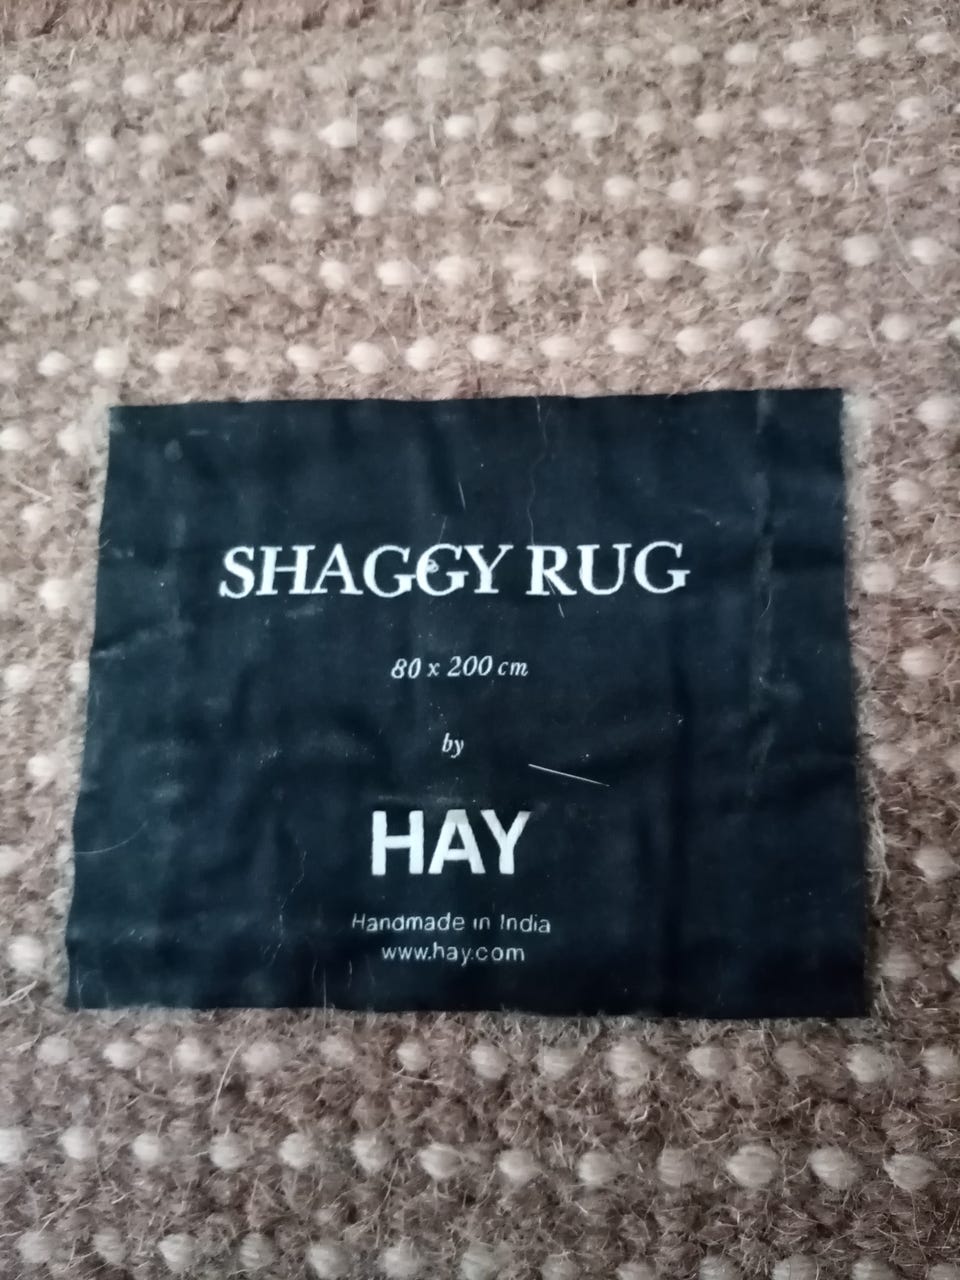 SHAGGY RUG
80 x 200 cm
by
HAY
Handmade in India
www.hay.com